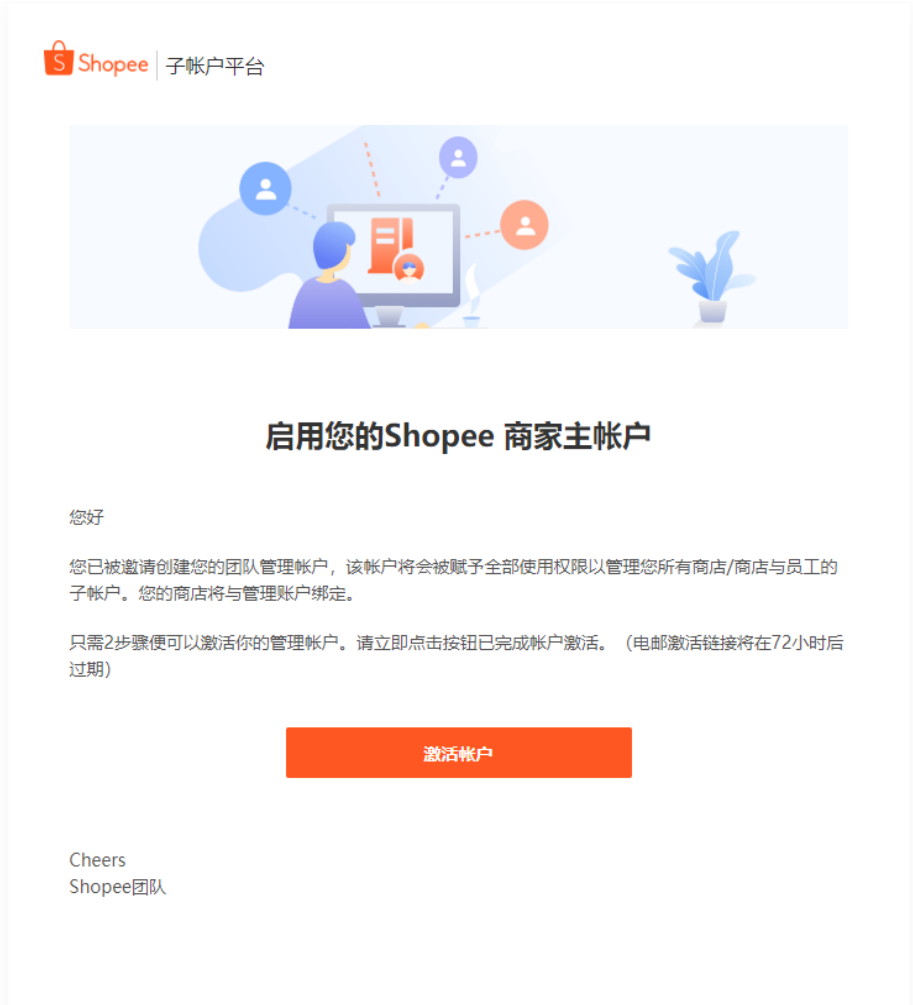 Shopee 子帐户平台
启用您的Shopee 商家主帐户
您好
您已被邀请创建您的团队管理帐户，该帐户将会被赋予全部使用权限以管理您所有商店/商店与员工的
子帐户。您的商店将与管理账户绑定。
只需2步骤便可以激活你的管理帐户。请立即点击按钮已完成帐户激活。（电邮激活链接将在72小时后
过期）
激活帐户
Cheers
Shopee团队